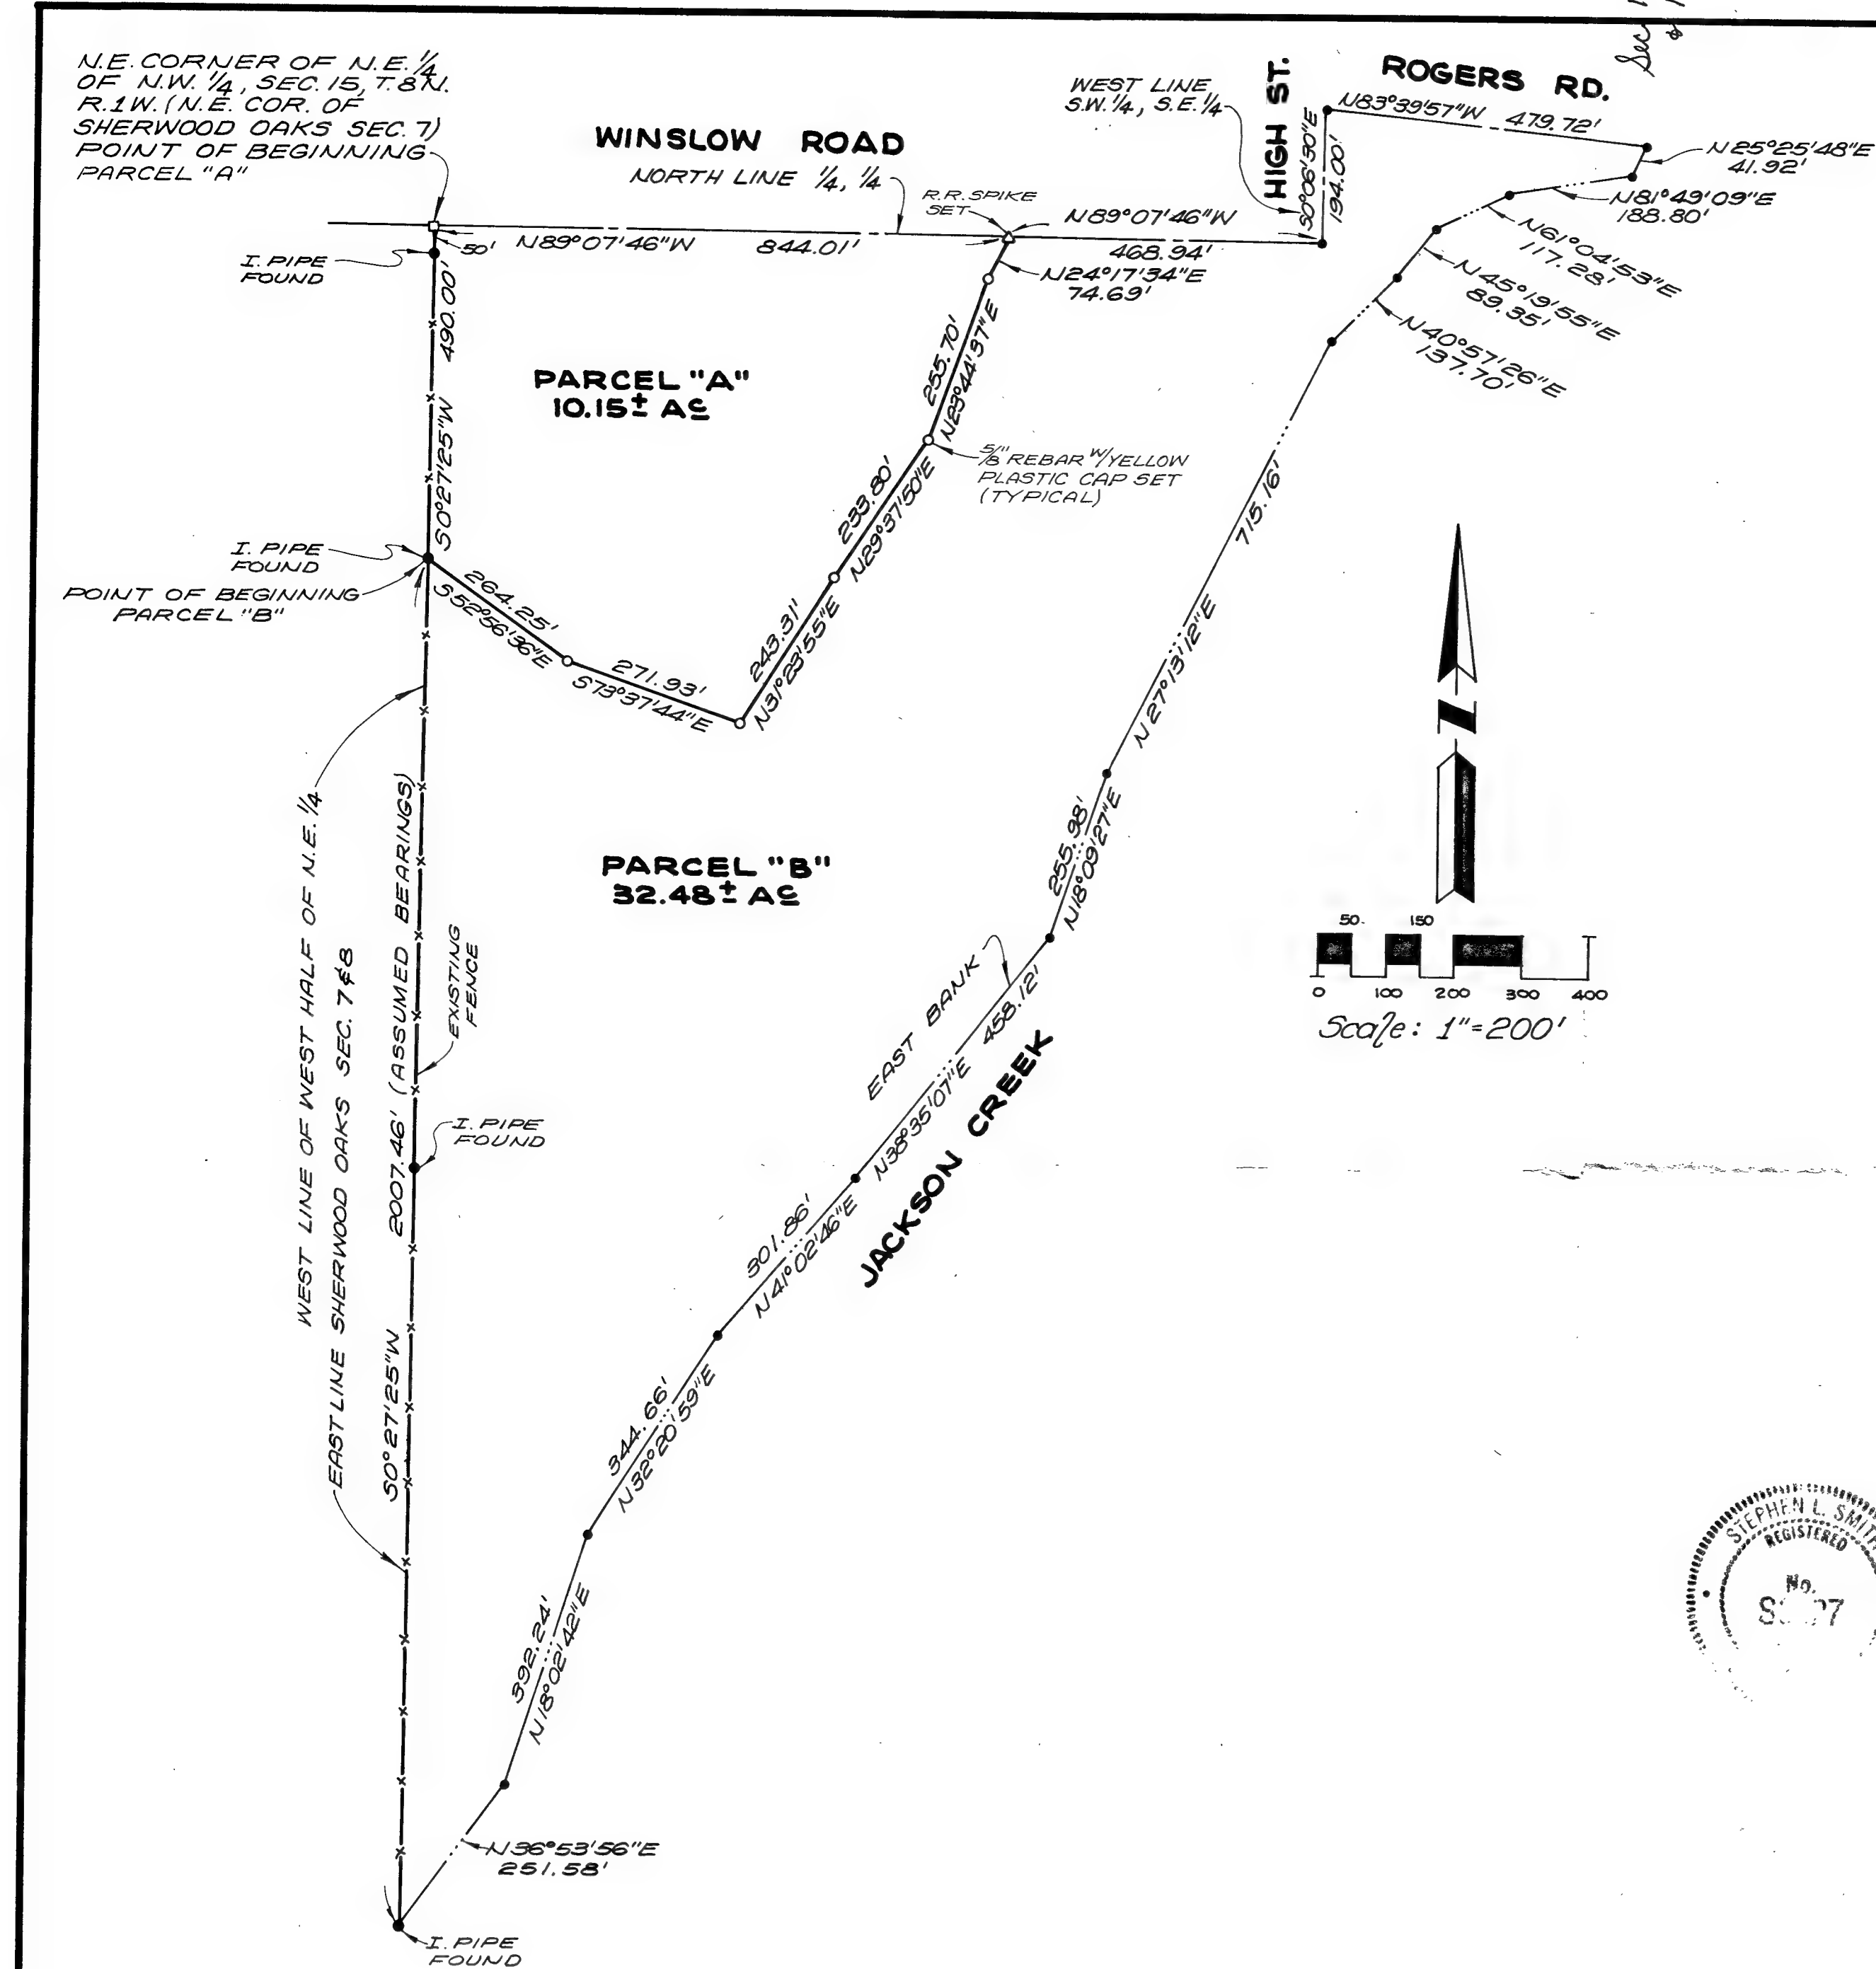 N.E. CORNER OF N.E. 1/4
OF N.W. 1/4, SEC. 15, T. 8 N.
R. 1 W. (N.E. COR. OF
SHERWOOD OAKS SEC. 7)
POINT OF BEGINNING
PARCEL "A"
WINSLOW ROAD
NORTH LINE 1/4, 1/4
R.R. SPIKE
SET
WEST LINE
S.W. 1/4, S.E. 1/4
HIGH ST.
ROGERS RD.
Sec
S0°06'30"E
194.00'
N83°39'57"W 479.72'
N25°25'48"E
41.92'
N81°49'09"E
188.80'
N61°04'53"E
117.28'
N45°19'55"E
89.35'
N40°57'26"E
137.70'
I. PIPE
FOUND
50'
N89°07'46"W 844.01'
N89°07'46"W
468.94'
N24°17'34"E
74.69'
490.00'
S0°27'25"W
PARCEL "A"
10.15± Ac
255.70'
N23°44'37"E
5/8" REBAR W/YELLOW
PLASTIC CAP SET
(TYPICAL)
233.80'
N29°37'50"E
243.31'
N31°23'55"E
I. PIPE
FOUND
POINT OF BEGINNING
PARCEL "B"
264.25'
S52°56'36"E
271.93'
S73°37'44"E
715.16'
N27°13'12"E
WEST LINE OF WEST HALF OF N.E. 1/4
EAST LINE SHERWOOD OAKS SEC. 7 & 8
S0°27'25"W 2007.46' (ASSUMED BEARINGS)
EXISTING
FENCE
PARCEL "B"
32.48± Ac
255.98'
N18°09'27"E
EAST BANK
458.12'
N38°35'07"E
JACKSON CREEK
N
50 150
0 100 200 300 400
Scale: 1"=200'
I. PIPE
FOUND
301.86'
N41°02'46"E
344.66'
N32°20'59"E
392.24'
N18°02'42"E
N36°53'56"E
251.58'
I. PIPE
FOUND
STEPHEN L. SMITH
REGISTERED
No.